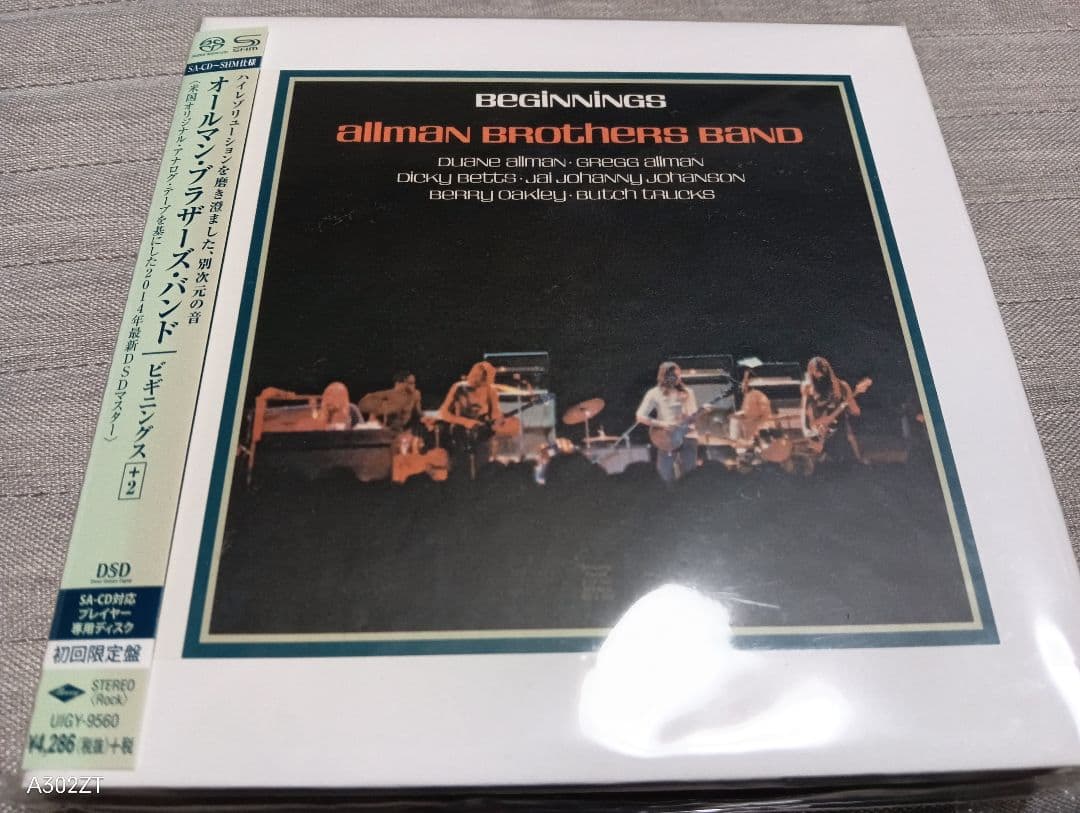 SHM
SA-CD〜SHM仕様
ハイレゾリューションを磨き澄ました、別次元の音
オールマン・ブラザーズ・バンド│ビギニングス +2
〈米国オリジナル・アナログ・テープを基にした2014年最新DSDマスター〉
DSD
Direct Stream Digital
SA-CD対応
プレイヤー
専用ディスク
初回限定盤
STEREO
〈Rock〉
UIGY-9560
¥4,286(税抜)+税
BEGINNINGS
allman BROthERS BAND
DUANE allman · GREGG allman
DICKY BETTS · JAI JOHANNY JOHANSON
BERRY OAKLEY · BUTCH TRUCKS
A302ZT